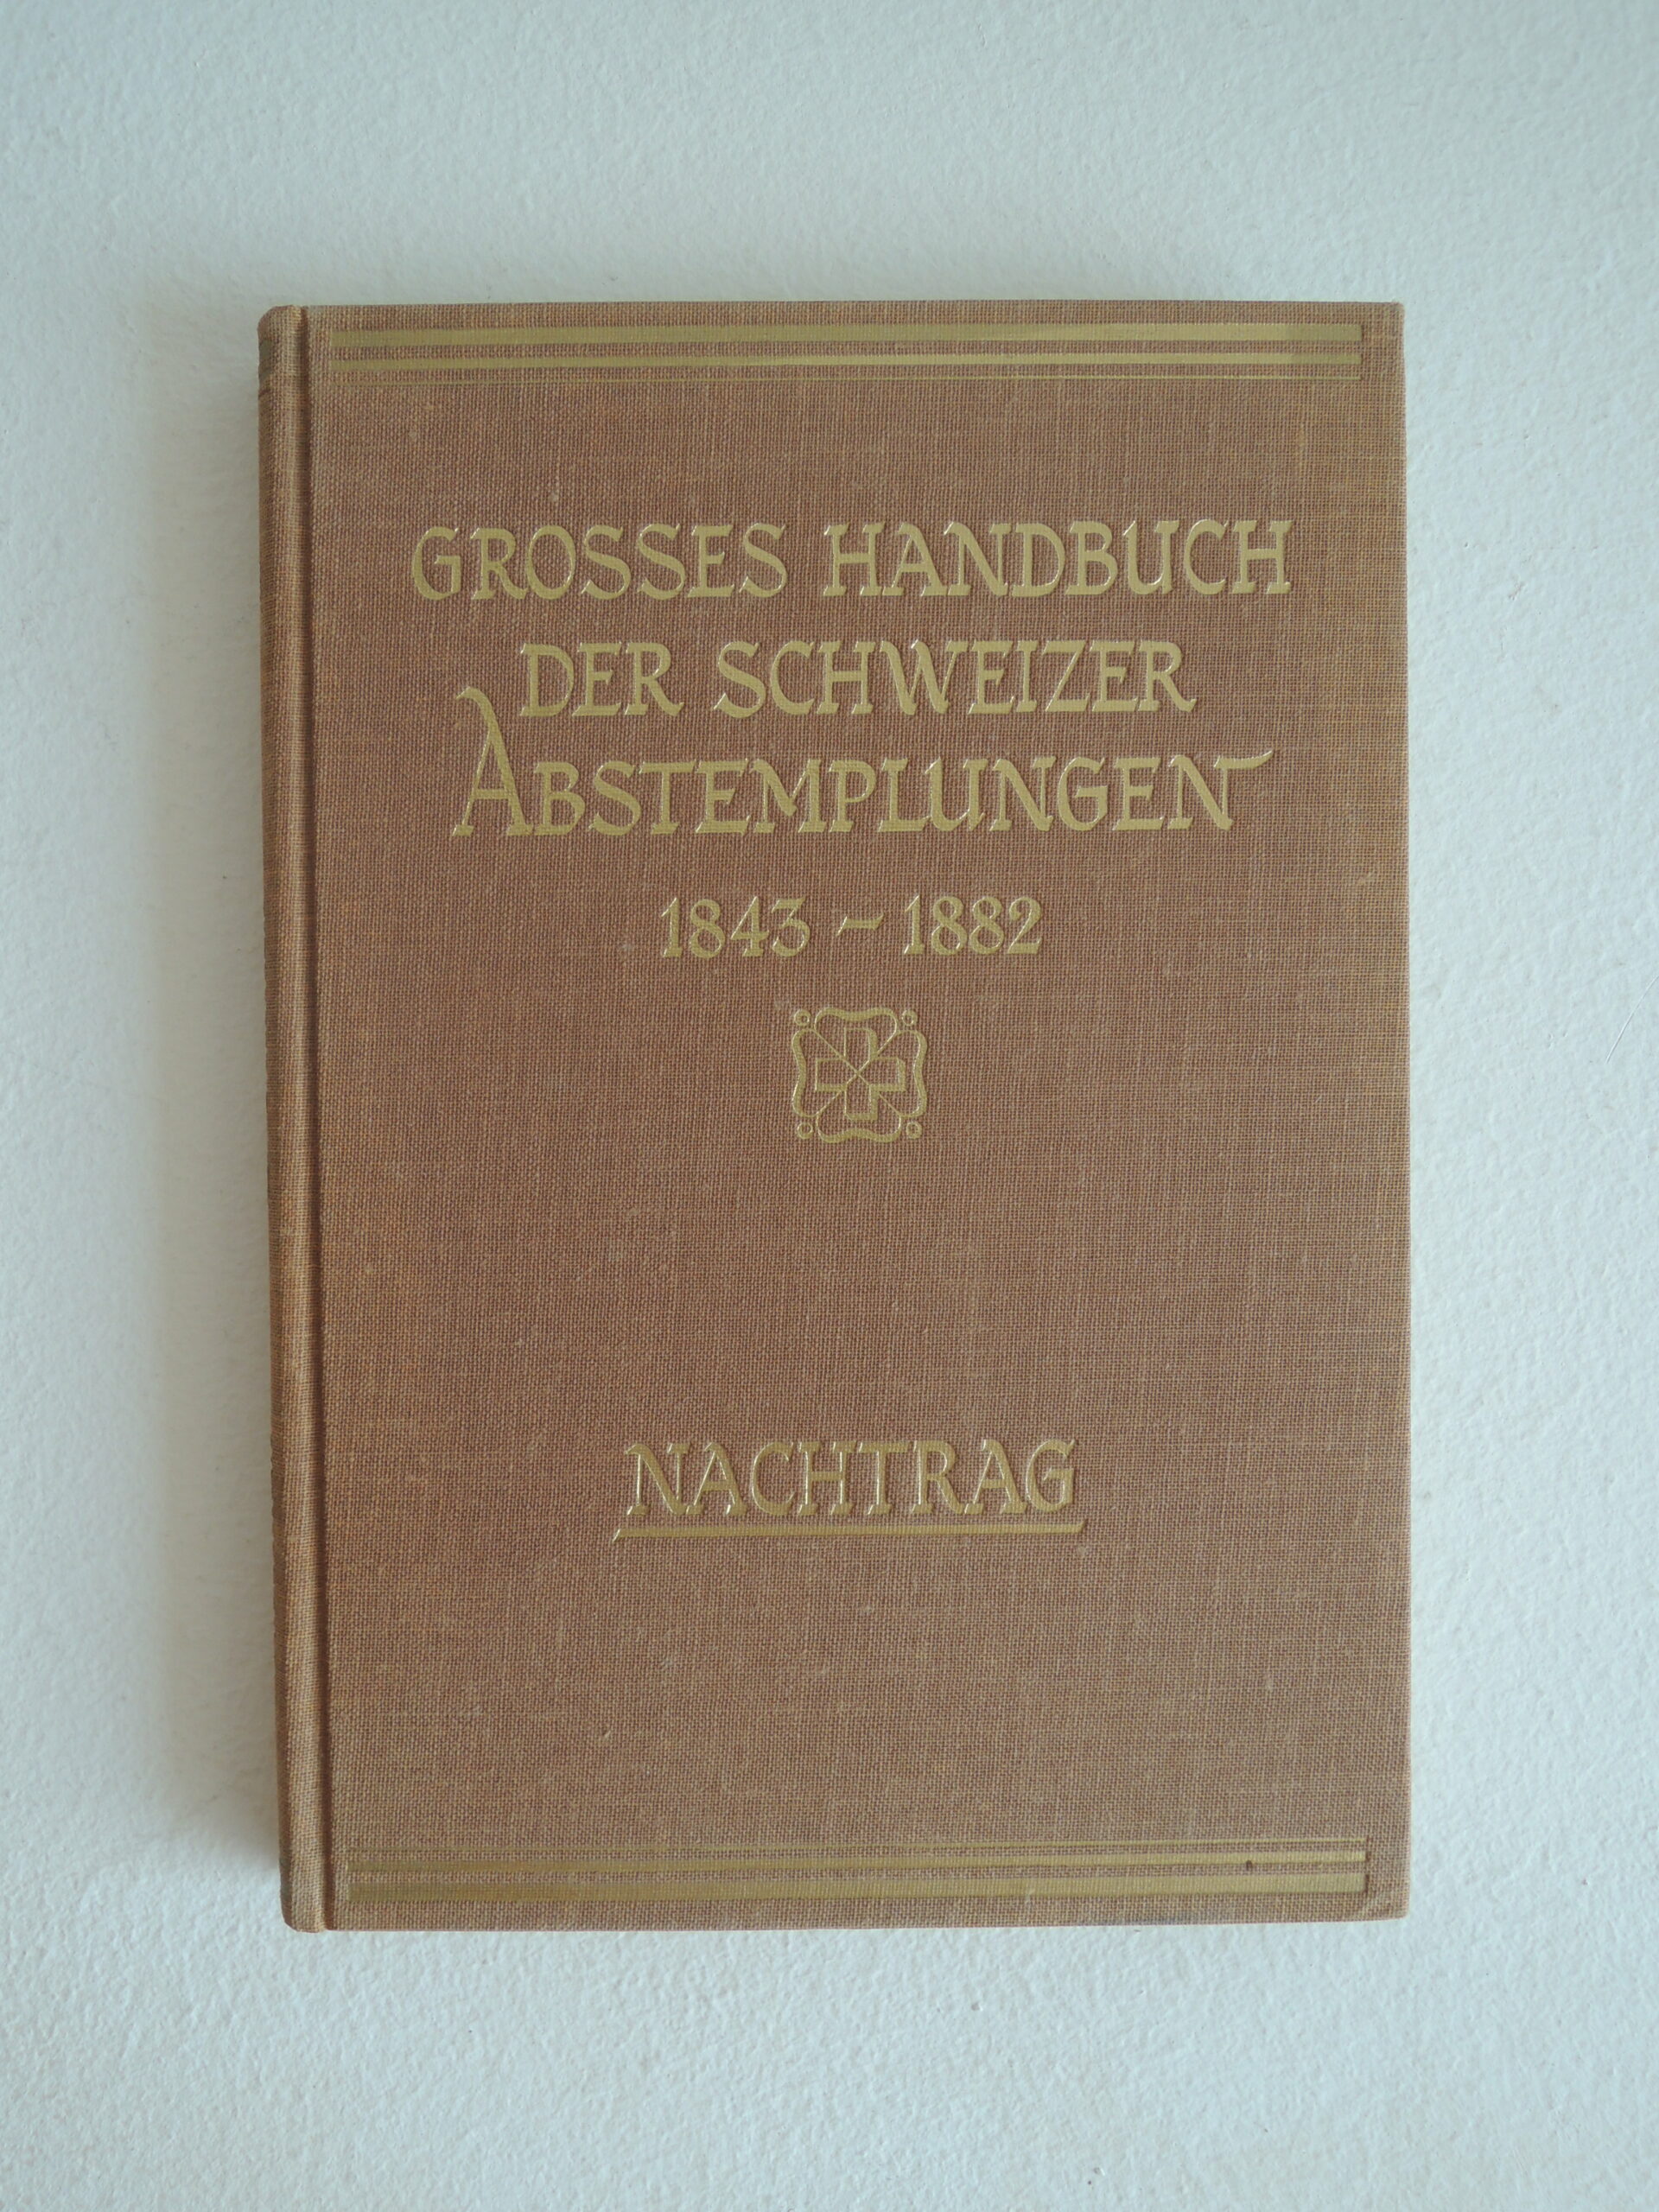 GROSSES HANDBUCH
DER SCHWEIZER
ABSTEMPLUNGEN
1843 – 1882
NACHTRAG